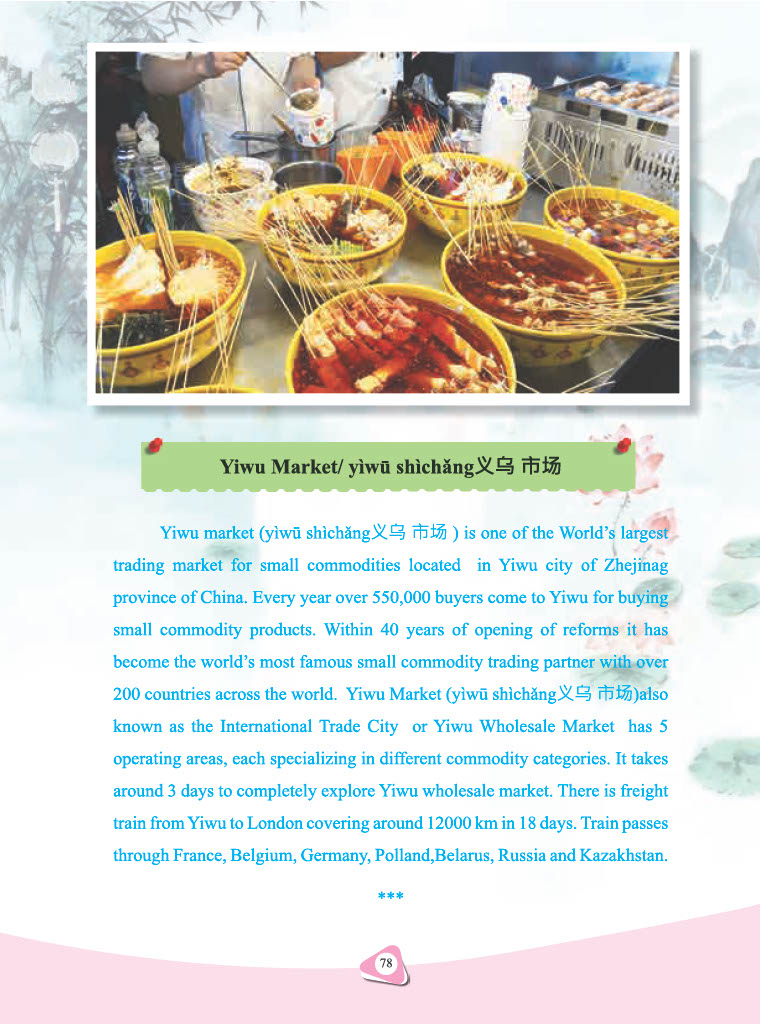 Yiwu Market/ yìwū shìchǎng义乌 市场
Yiwu market (yìwū shìchǎng义乌 市场 ) is one of the World's largest
trading market for small commodities located in Yiwu city of Zhejinag
province of China. Every year over 550,000 buyers come to Yiwu for buying
small commodity products. Within 40 years of opening of reforms it has
become the world's most famous small commodity trading partner with over
200 countries across the world. Yiwu Market (yìwū shìchǎng义乌 市场)also
known as the International Trade City or Yiwu Wholesale Market has 5
operating areas, each specializing in different commodity categories. It takes
around 3 days to completely explore Yiwu wholesale market. There is freight
train from Yiwu to London covering around 12000 km in 18 days. Train passes
through France, Belgium, Germany, Polland,Belarus, Russia and Kazakhstan.
***
78